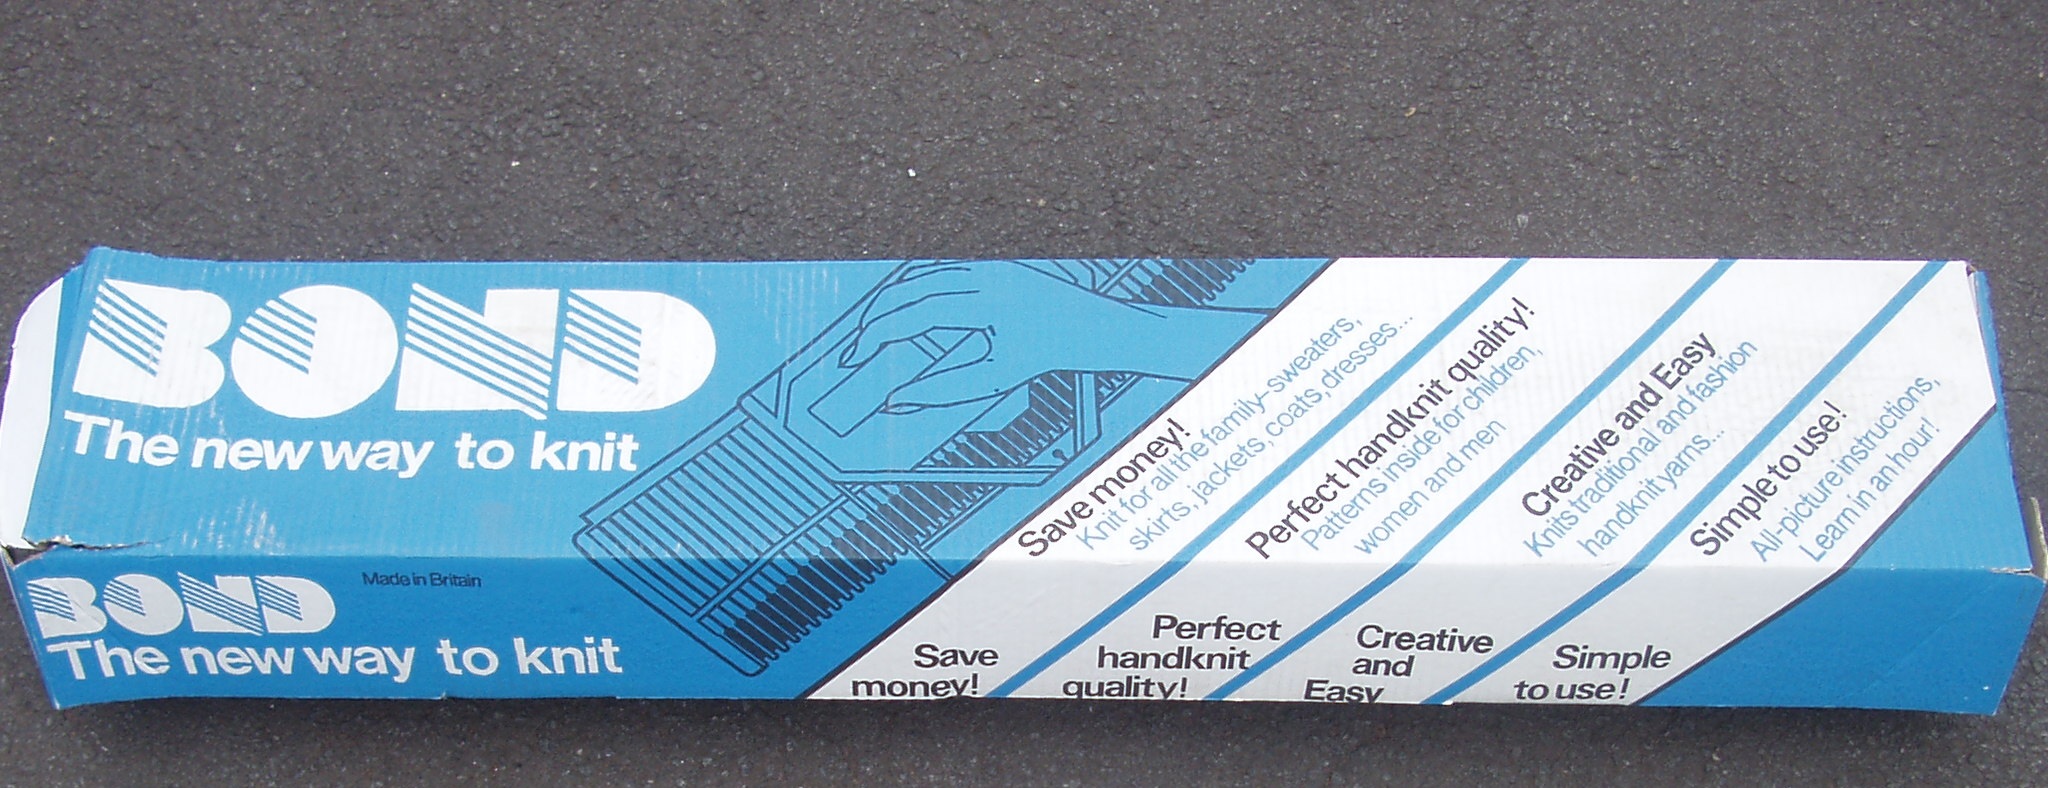 BOND
The new way to knit
Save money!
Knit for all the family-sweaters,
skirts, jackets, coats, dresses...
Perfect handknit quality!
Patterns inside for children,
women and men
Creative and Easy
Knits traditional and fashion
handknit yarns...
Simple to use!
All-picture instructions,
Learn in an hour!
BOND
Made in Britain
The new way to knit
Save
money!
Perfect
handknit
quality!
Creative
and
Easy
Simple
to use!